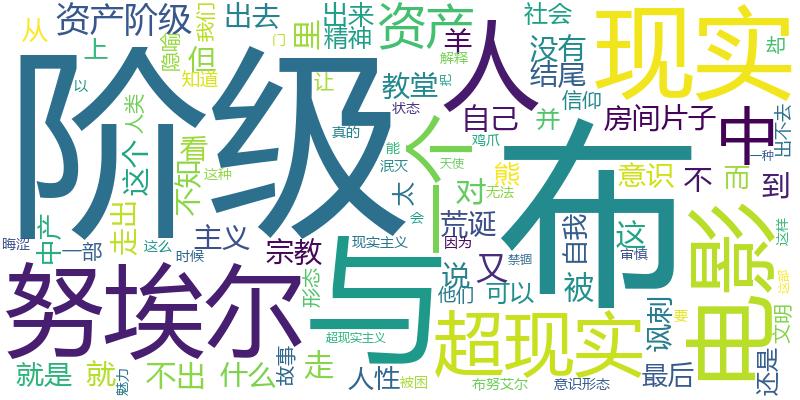 从
资产阶级
我们
出去
出来
资产
羊
人
社会
现实
上
但
里
精神
没有
却
隐喻
知道
让
教堂
解释
把
结尾
以
门
阶级
状态
自己
信仰
并
房间片子
中
出不去
人类
这个
看
真的
鸡爪
一种
不知
个
能
天使
熊
意识
不
而
到
泯灭
太
对
无法
布
这种
会
一
走出
中产
主义
荒诞
自我
这
电影
晦涩
一部
这么
时候
宗教
与
现实主义
因为
禁锢
审慎
这样
努埃尔
形态
说
又
被
他们
可以
超现实
讽刺
要
文明
超现实主义
就是
就
不出
什么
故事
走
人性
被困
布努艾尔
意识形态
最后
还是
魅力